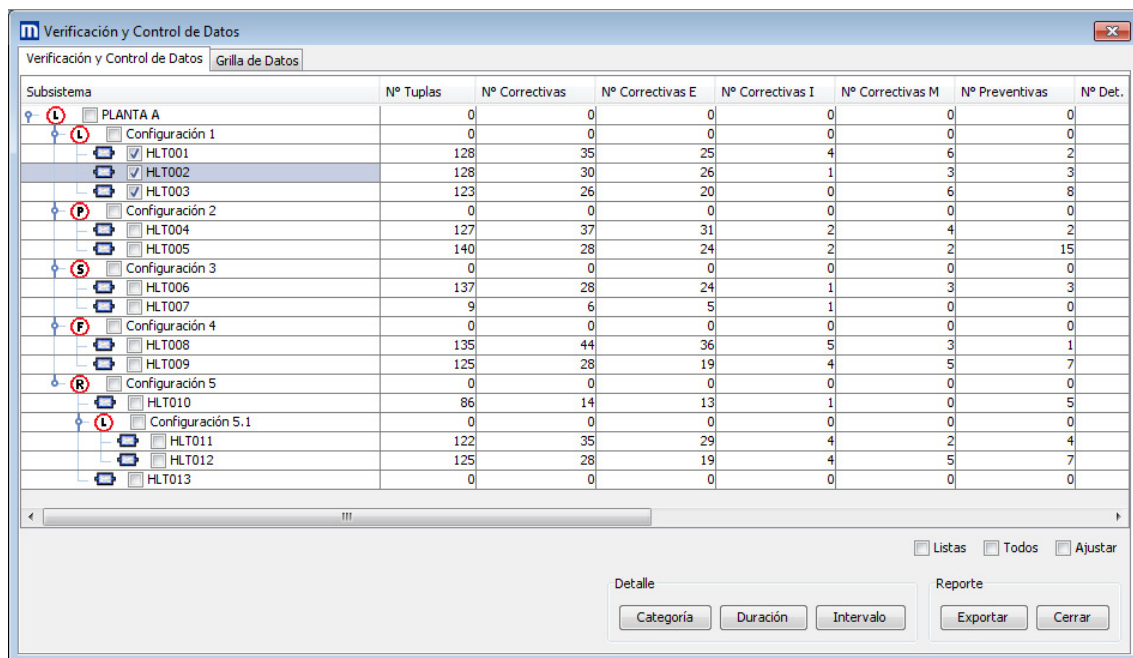 m Verificación y Control de Datos
Verificación y Control de Datos Grilla de Datos
Subsistema Nº Tuplas Nº Correctivas Nº Correctivas E Nº Correctivas I Nº Correctivas M Nº Preventivas Nº Det.
L PLANTA A 0 0 0 0 0 0
L Configuración 1 0 0 0 0 0 0
HLT001 128 35 25 4 6 2
HLT002 128 30 26 1 3 3
HLT003 123 26 20 0 6 8
P Configuración 2 0 0 0 0 0 0
HLT004 127 37 31 2 4 2
HLT005 140 28 24 2 2 15
S Configuración 3 0 0 0 0 0 0
HLT006 137 28 24 1 3 3
HLT007 9 6 5 1 0 0
F Configuración 4 0 0 0 0 0 0
HLT008 135 44 36 5 3 1
HLT009 125 28 19 4 5 7
R Configuración 5 0 0 0 0 0 0
HLT010 86 14 13 1 0 5
L Configuración 5.1 0 0 0 0 0 0
HLT011 122 35 29 4 2 4
HLT012 125 28 19 4 5 7
HLT013 0 0 0 0 0 0
Listas Todos Ajustar
Detalle Reporte
Categoría Duración Intervalo Exportar Cerrar